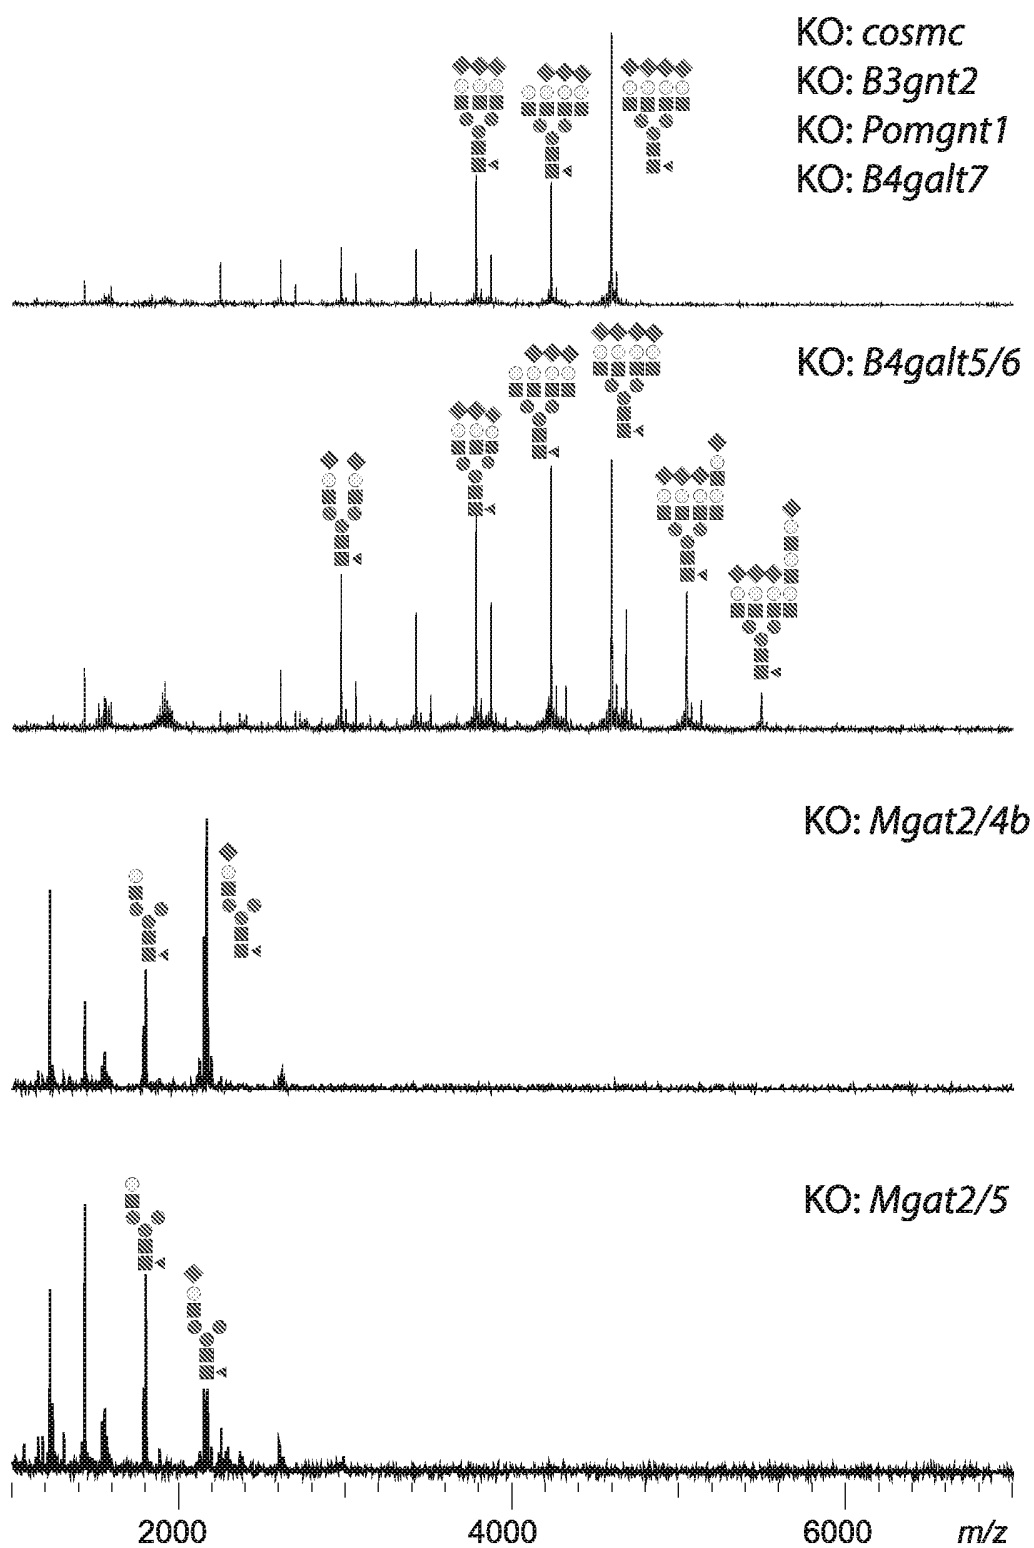 KO: cosmc
KO: B3gnt2
KO: Pomgnt1
KO: B4galt7
KO: B4galt5/6
KO: Mgat2/4b
KO: Mgat2/5
2000 4000 6000 m/z